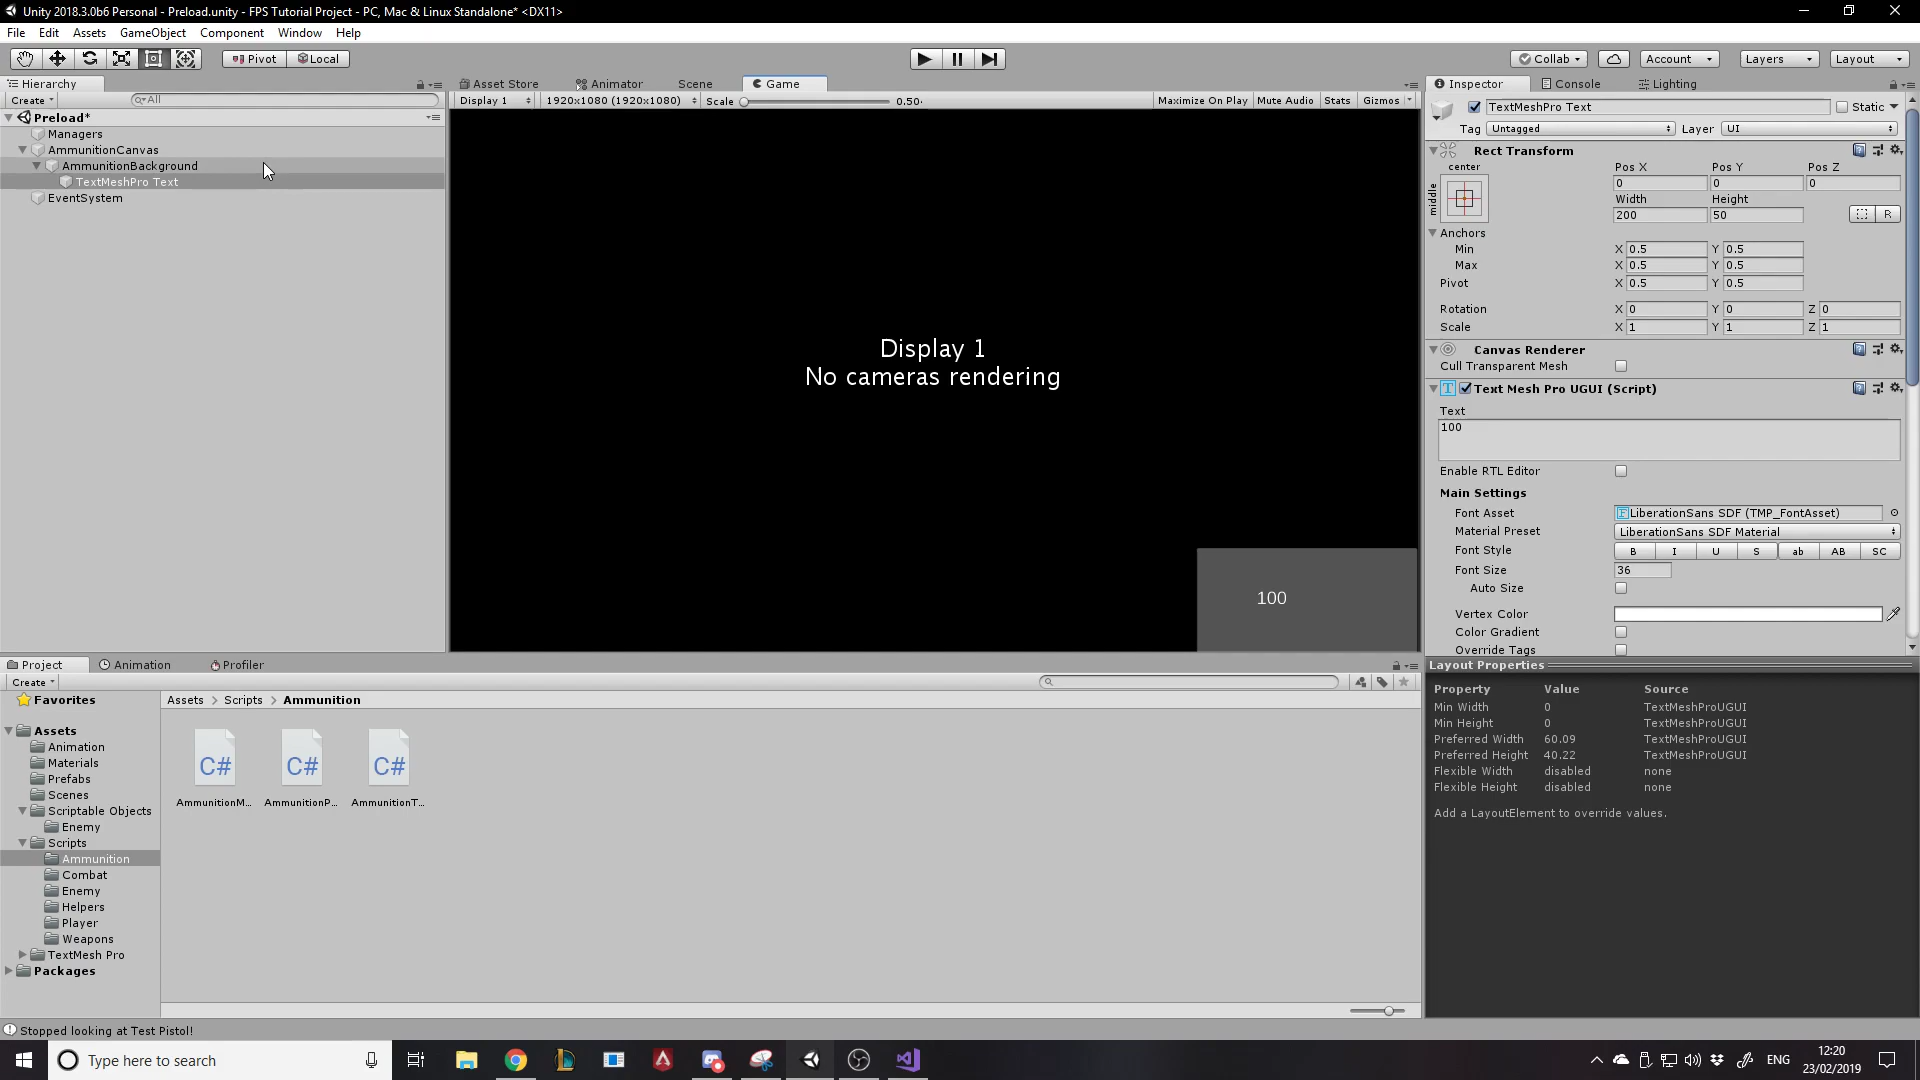 Unity 2018.3.0b6 Personal - Preload.unity - FPS Tutorial Project - PC, Mac & Linux Standalone* <DX11>
File Edit Assets GameObject Component Window Help
Pivot Local Collab Account Layers Layout
Hierarchy
Create All
Preload*
Managers
AmmunitionCanvas
AmmunitionBackground
TextMeshPro Text
EventSystem
Asset Store Animator Scene Game
Display 1 1920x1080 (1920x1080) Scale 0.50 Maximize On Play Mute Audio Stats Gizmos
Display 1
No cameras rendering
100
Inspector Console Lighting
TextMeshPro Text Static
Tag Untagged Layer UI
Rect Transform
center
middle
Pos X Pos Y Pos Z
0 0 0
Width Height
200 50 R
Anchors
Min X 0.5 Y 0.5
Max X 0.5 Y 0.5
Pivot X 0.5 Y 0.5
Rotation X 0 Y 0 Z 0
Scale X 1 Y 1 Z 1
Canvas Renderer
Cull Transparent Mesh
Text Mesh Pro UGUI (Script)
Text
100
Enable RTL Editor
Main Settings
Font Asset LiberationSans SDF (TMP_FontAsset)
Material Preset LiberationSans SDF Material
Font Style B I U S ab AB SC
Font Size 36
Auto Size
Vertex Color
Color Gradient
Override Tags
Layout Properties
Property Value Source
Min Width 0 TextMeshProUGUI
Min Height 0 TextMeshProUGUI
Preferred Width 60.09 TextMeshProUGUI
Preferred Height 40.22 TextMeshProUGUI
Flexible Width disabled none
Flexible Height disabled none
Add a LayoutElement to override values.
Project Animation Profiler
Create
Favorites
Assets
Animation
Materials
Prefabs
Scenes
Scriptable Objects
Enemy
Scripts
Ammunition
Combat
Enemy
Helpers
Player
Weapons
TextMesh Pro
Packages
Assets > Scripts > Ammunition
C# C# C#
AmmunitionM... AmmunitionP... AmmunitionT...
Stopped looking at Test Pistol!
Type here to search
ENG
12:20
23/02/2019